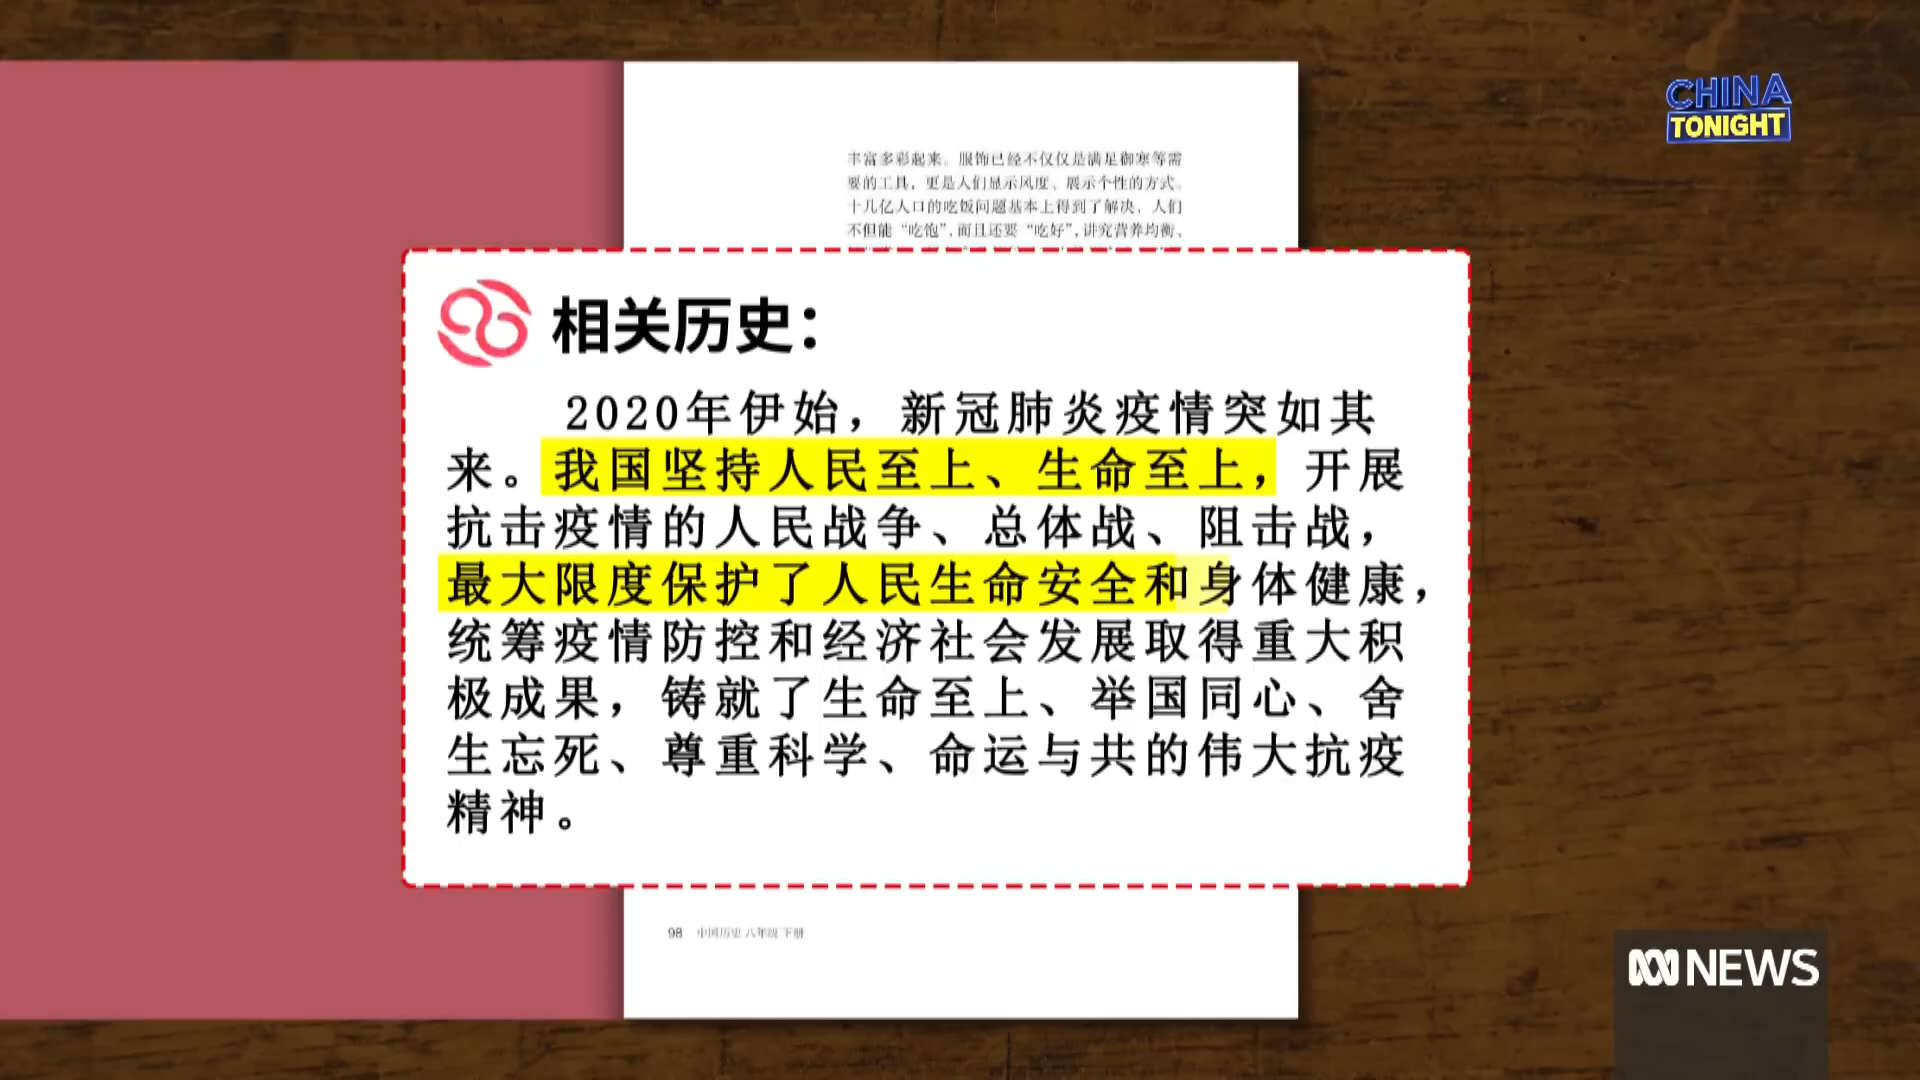 CHINA
TONIGHT
丰富多彩起来。服饰已经不仅仅是满足御寒等需
要的工具，更是人们显示风度、展示个性的方式。
十几亿人口的吃饭问题基本上得到了解决，人们
不但能“吃饱”，而且还要“吃好”，讲究营养均衡、
相关历史：
2020年伊始，新冠肺炎疫情突如其
来。我国坚持人民至上、生命至上，开展
抗击疫情的人民战争、总体战、阻击战，
最大限度保护了人民生命安全和身体健康，
统筹疫情防控和经济社会发展取得重大积
极成果，铸就了生命至上、举国同心、舍
生忘死、尊重科学、命运与共的伟大抗疫
精神。
98 中国历史 八年级 下册
NEWS